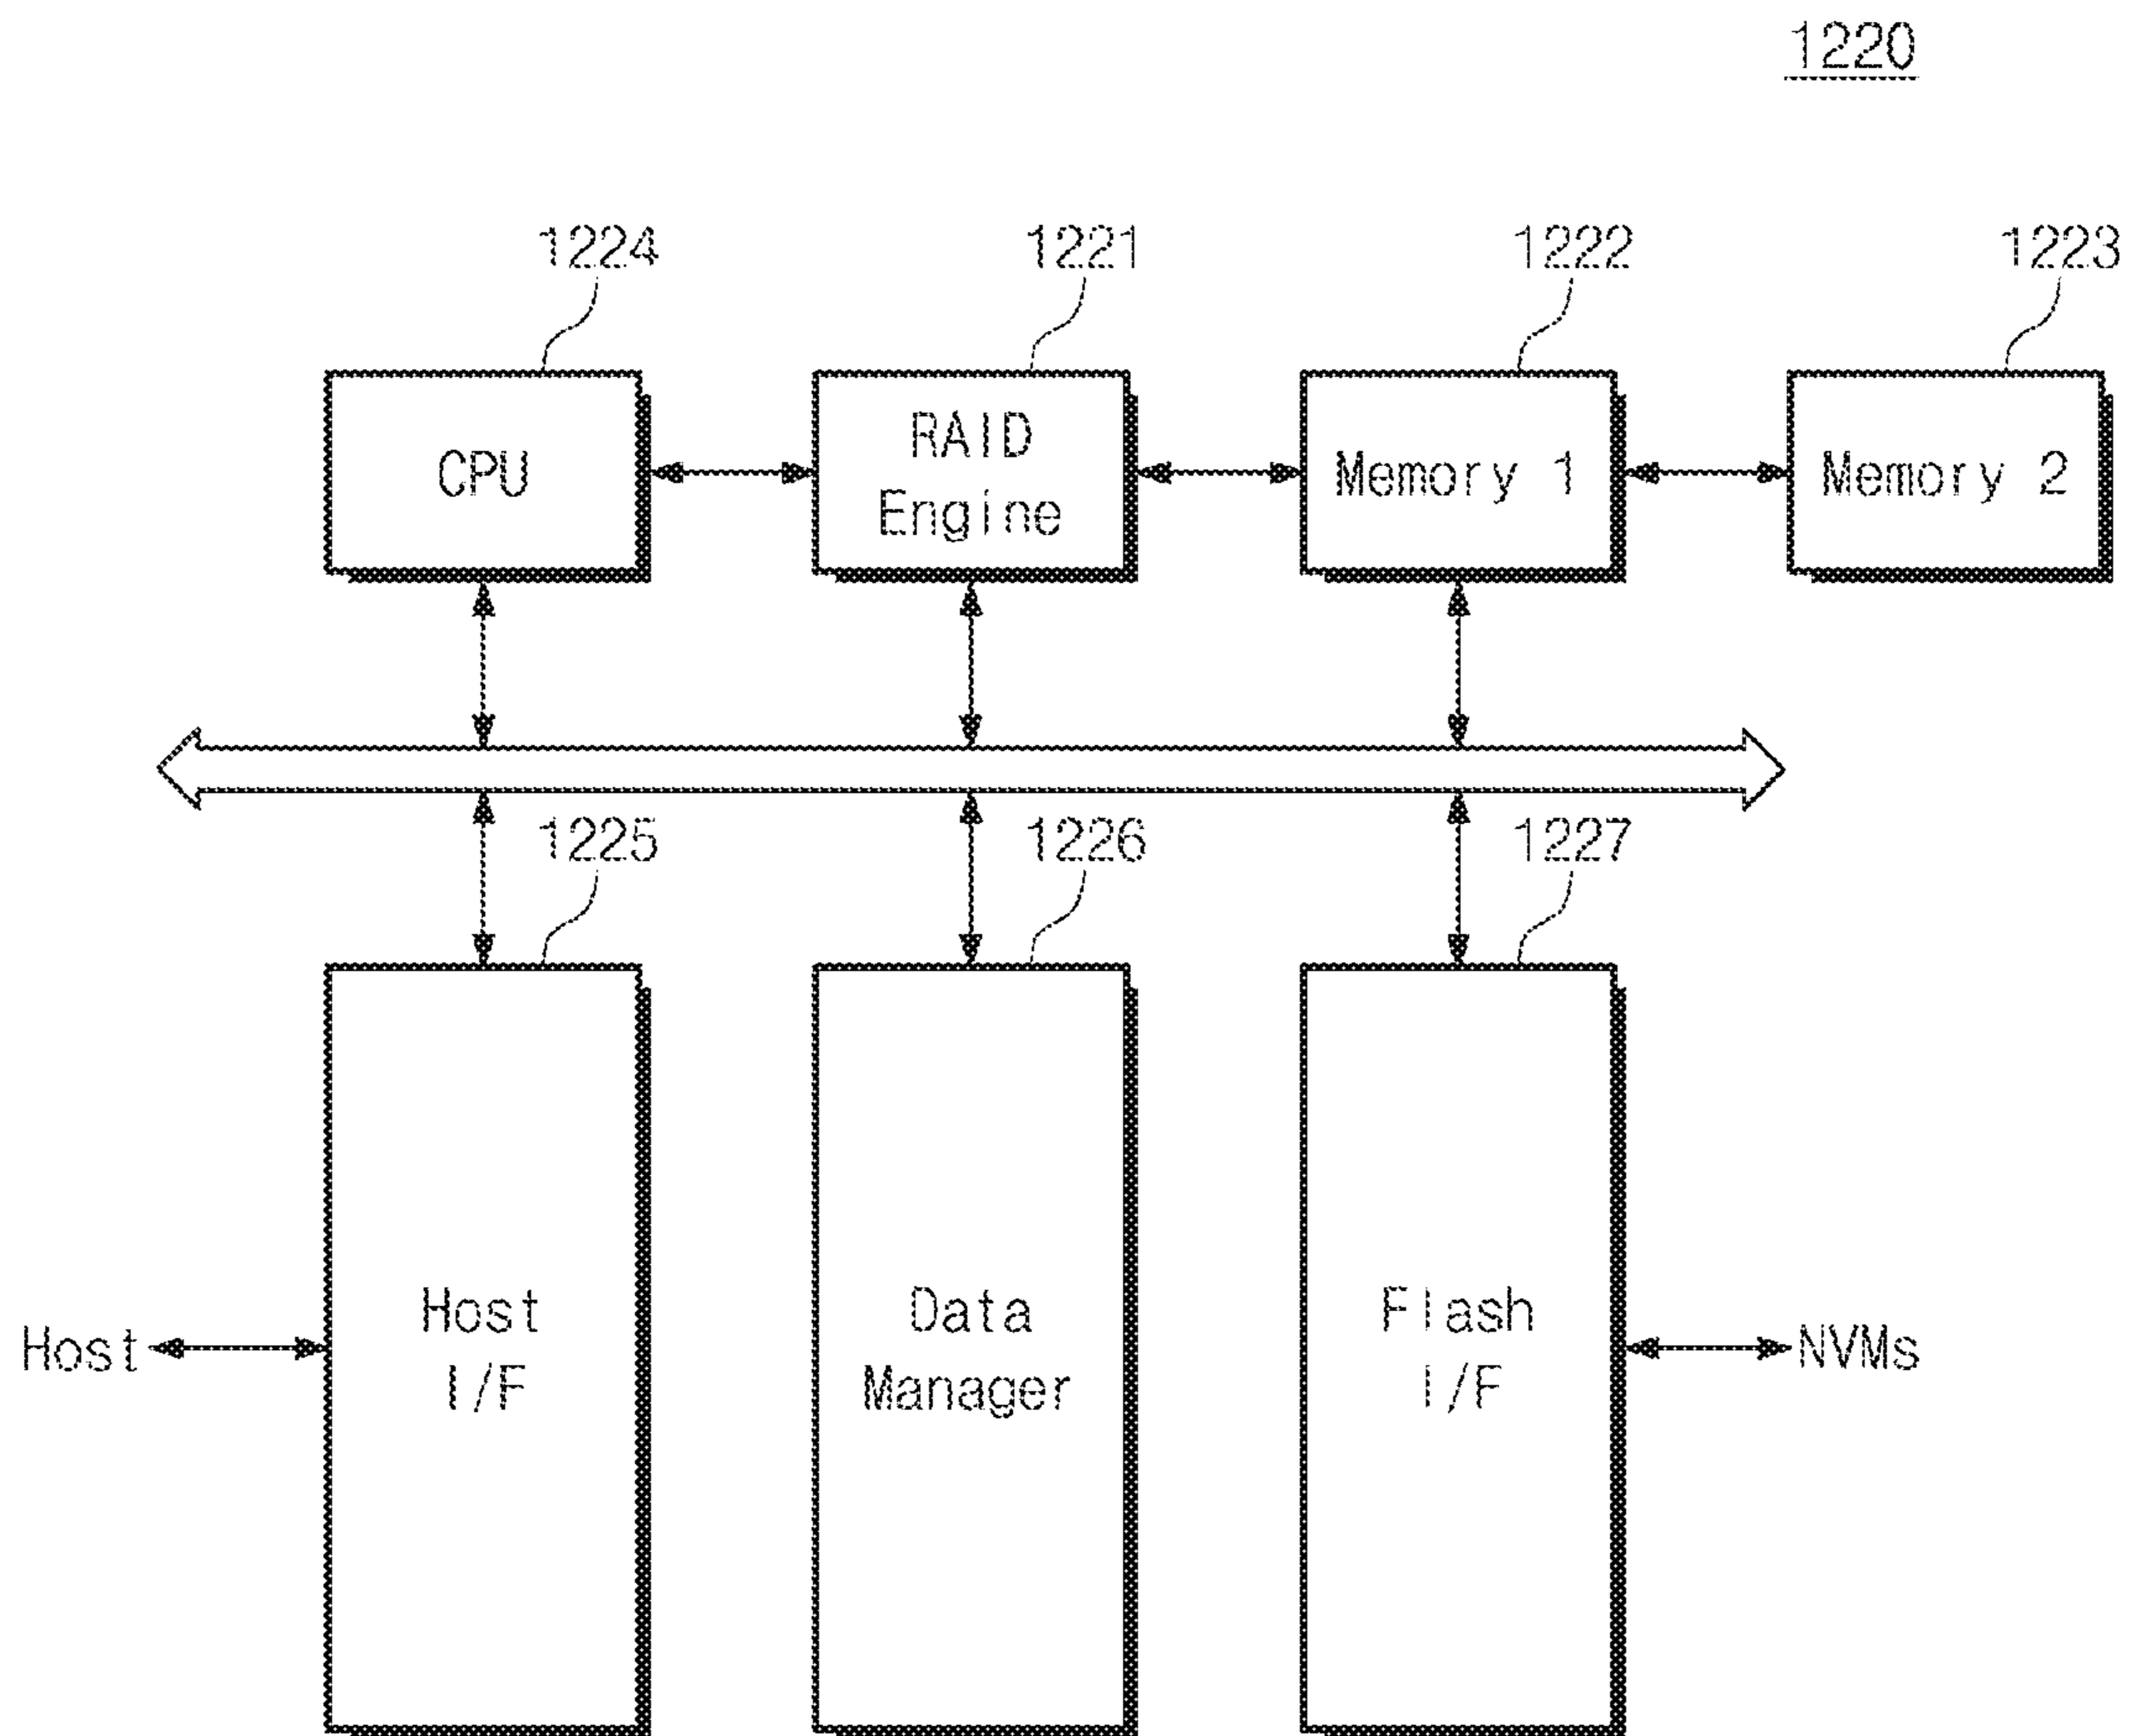 1220
1224
1221
1222
1223
CPU
RAID
Engine
Memory 1
Memory 2
1225
1226
1227
Host
Host
I/F
Data
Manager
Flash
I/F
NVMs